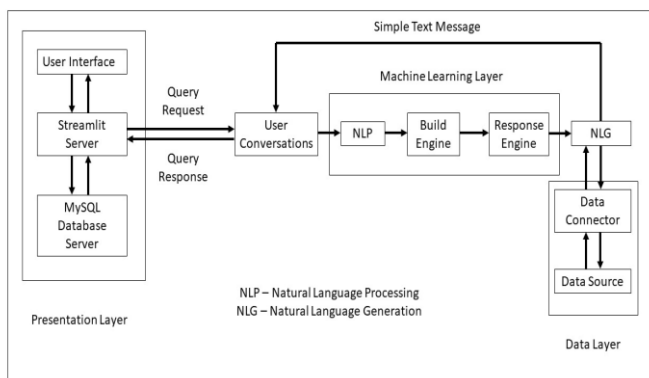 Simple Text Message
Machine Learning Layer
User Interface
Streamlit
Server
MySQL
Database
Server
Presentation Layer
Query
Request
Query
Response
User
Conversations
NLP
Build
Engine
Response
Engine
NLG
Data
Connector
Data Source
Data Layer
NLP – Natural Language Processing
NLG – Natural Language Generation